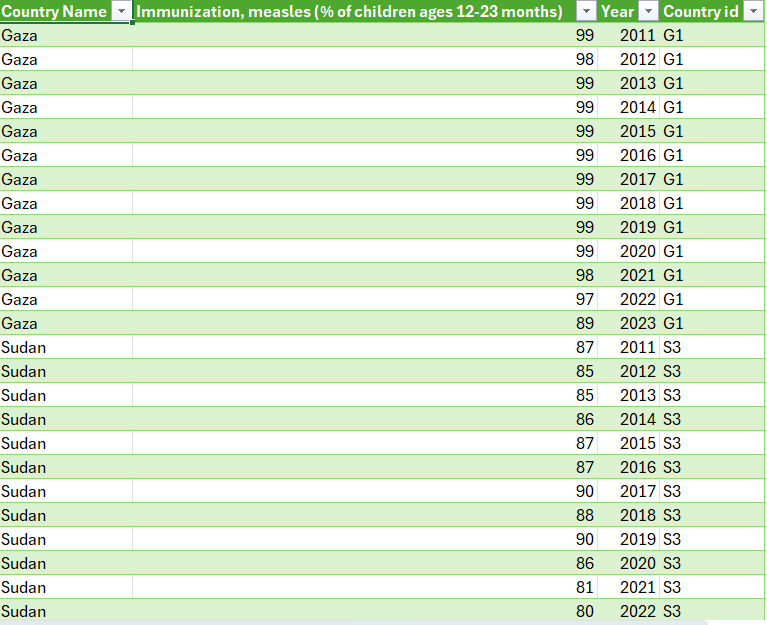 Country Name Immunization, measles (% of children ages 12-23 months) Year Country id
Gaza 99 2011 G1
Gaza 98 2012 G1
Gaza 99 2013 G1
Gaza 99 2014 G1
Gaza 99 2015 G1
Gaza 99 2016 G1
Gaza 99 2017 G1
Gaza 99 2018 G1
Gaza 99 2019 G1
Gaza 99 2020 G1
Gaza 98 2021 G1
Gaza 97 2022 G1
Gaza 89 2023 G1
Sudan 87 2011 S3
Sudan 85 2012 S3
Sudan 85 2013 S3
Sudan 86 2014 S3
Sudan 87 2015 S3
Sudan 87 2016 S3
Sudan 90 2017 S3
Sudan 88 2018 S3
Sudan 90 2019 S3
Sudan 86 2020 S3
Sudan 81 2021 S3
Sudan 80 2022 S3